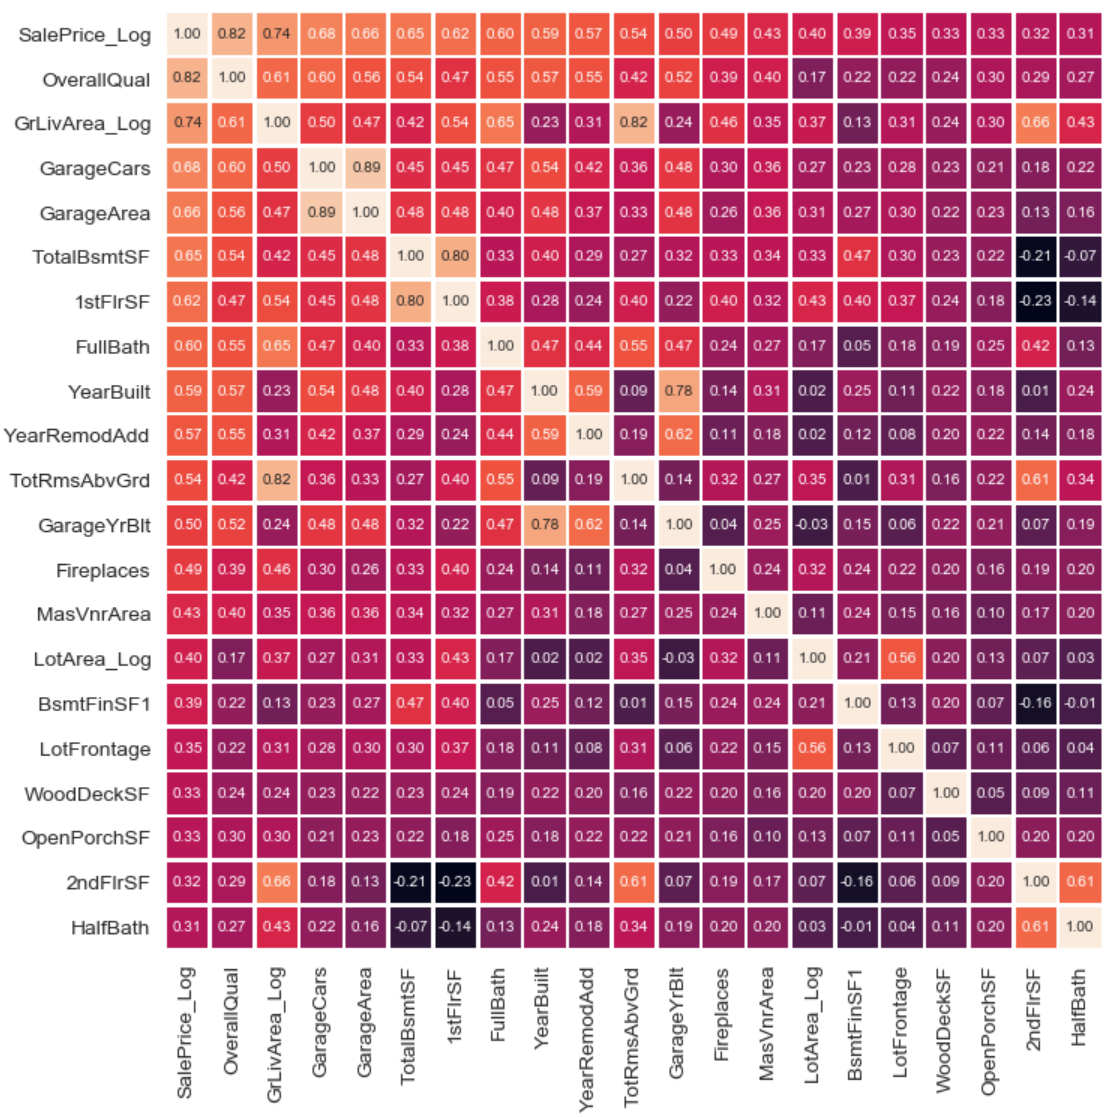 SalePrice_Log 1.00 0.82 0.74 0.68 0.66 0.65 0.62 0.60 0.59 0.57 0.54 0.50 0.49 0.43 0.40 0.39 0.35 0.33 0.33 0.32 0.31
OverallQual 0.82 1.00 0.61 0.60 0.56 0.54 0.47 0.55 0.57 0.55 0.42 0.52 0.39 0.40 0.17 0.22 0.22 0.24 0.30 0.29 0.27
GrLivArea_Log 0.74 0.61 1.00 0.50 0.47 0.42 0.54 0.65 0.23 0.31 0.82 0.24 0.46 0.35 0.37 0.13 0.31 0.24 0.30 0.66 0.43
GarageCars 0.68 0.60 0.50 1.00 0.89 0.45 0.45 0.47 0.54 0.42 0.36 0.48 0.30 0.36 0.27 0.23 0.28 0.23 0.21 0.18 0.22
GarageArea 0.66 0.56 0.47 0.89 1.00 0.48 0.48 0.40 0.48 0.37 0.33 0.48 0.26 0.36 0.31 0.27 0.30 0.22 0.23 0.13 0.16
TotalBsmtSF 0.65 0.54 0.42 0.45 0.48 1.00 0.80 0.33 0.40 0.29 0.27 0.32 0.33 0.34 0.33 0.47 0.30 0.23 0.22 -0.21 -0.07
1stFlrSF 0.62 0.47 0.54 0.45 0.48 0.80 1.00 0.38 0.28 0.24 0.40 0.22 0.40 0.32 0.43 0.40 0.37 0.24 0.18 -0.23 -0.14
FullBath 0.60 0.55 0.65 0.47 0.40 0.33 0.38 1.00 0.47 0.44 0.55 0.47 0.24 0.27 0.17 0.05 0.18 0.19 0.25 0.42 0.13
YearBuilt 0.59 0.57 0.23 0.54 0.48 0.40 0.28 0.47 1.00 0.59 0.09 0.78 0.14 0.31 0.02 0.25 0.11 0.22 0.18 0.01 0.24
YearRemodAdd 0.57 0.55 0.31 0.42 0.37 0.29 0.24 0.44 0.59 1.00 0.19 0.62 0.11 0.18 0.02 0.12 0.08 0.20 0.22 0.14 0.18
TotRmsAbvGrd 0.54 0.42 0.82 0.36 0.33 0.27 0.40 0.55 0.09 0.19 1.00 0.14 0.32 0.27 0.35 0.01 0.31 0.16 0.22 0.61 0.34
GarageYrBlt 0.50 0.52 0.24 0.48 0.48 0.32 0.22 0.47 0.78 0.62 0.14 1.00 0.04 0.25 -0.03 0.15 0.06 0.22 0.21 0.07 0.19
Fireplaces 0.49 0.39 0.46 0.30 0.26 0.33 0.40 0.24 0.14 0.11 0.32 0.04 1.00 0.24 0.32 0.24 0.22 0.20 0.16 0.19 0.20
MasVnrArea 0.43 0.40 0.35 0.36 0.36 0.34 0.32 0.27 0.31 0.18 0.27 0.25 0.24 1.00 0.11 0.24 0.15 0.16 0.10 0.17 0.20
LotArea_Log 0.40 0.17 0.37 0.27 0.31 0.33 0.43 0.17 0.02 0.02 0.35 -0.03 0.32 0.11 1.00 0.21 0.56 0.20 0.13 0.07 0.03
BsmtFinSF1 0.39 0.22 0.13 0.23 0.27 0.47 0.40 0.05 0.25 0.12 0.01 0.15 0.24 0.24 0.21 1.00 0.13 0.20 0.07 -0.16 -0.01
LotFrontage 0.35 0.22 0.31 0.28 0.30 0.30 0.37 0.18 0.11 0.08 0.31 0.06 0.22 0.15 0.56 0.13 1.00 0.07 0.11 0.06 0.04
WoodDeckSF 0.33 0.24 0.24 0.23 0.22 0.23 0.24 0.19 0.22 0.20 0.16 0.22 0.20 0.16 0.20 0.20 0.07 1.00 0.05 0.09 0.11
OpenPorchSF 0.33 0.30 0.30 0.21 0.23 0.22 0.18 0.25 0.18 0.22 0.22 0.21 0.16 0.10 0.13 0.07 0.11 0.05 1.00 0.20 0.20
2ndFlrSF 0.32 0.29 0.66 0.18 0.13 -0.21 -0.23 0.42 0.01 0.14 0.61 0.07 0.19 0.17 0.07 -0.16 0.06 0.09 0.20 1.00 0.61
HalfBath 0.31 0.27 0.43 0.22 0.16 -0.07 -0.14 0.13 0.24 0.18 0.34 0.19 0.20 0.20 0.03 -0.01 0.04 0.11 0.20 0.61 1.00
SalePrice_Log
OverallQual
GrLivArea_Log
GarageCars
GarageArea
TotalBsmtSF
1stFlrSF
FullBath
YearBuilt
YearRemodAdd
TotRmsAbvGrd
GarageYrBlt
Fireplaces
MasVnrArea
LotArea_Log
BsmtFinSF1
LotFrontage
WoodDeckSF
OpenPorchSF
2ndFlrSF
HalfBath